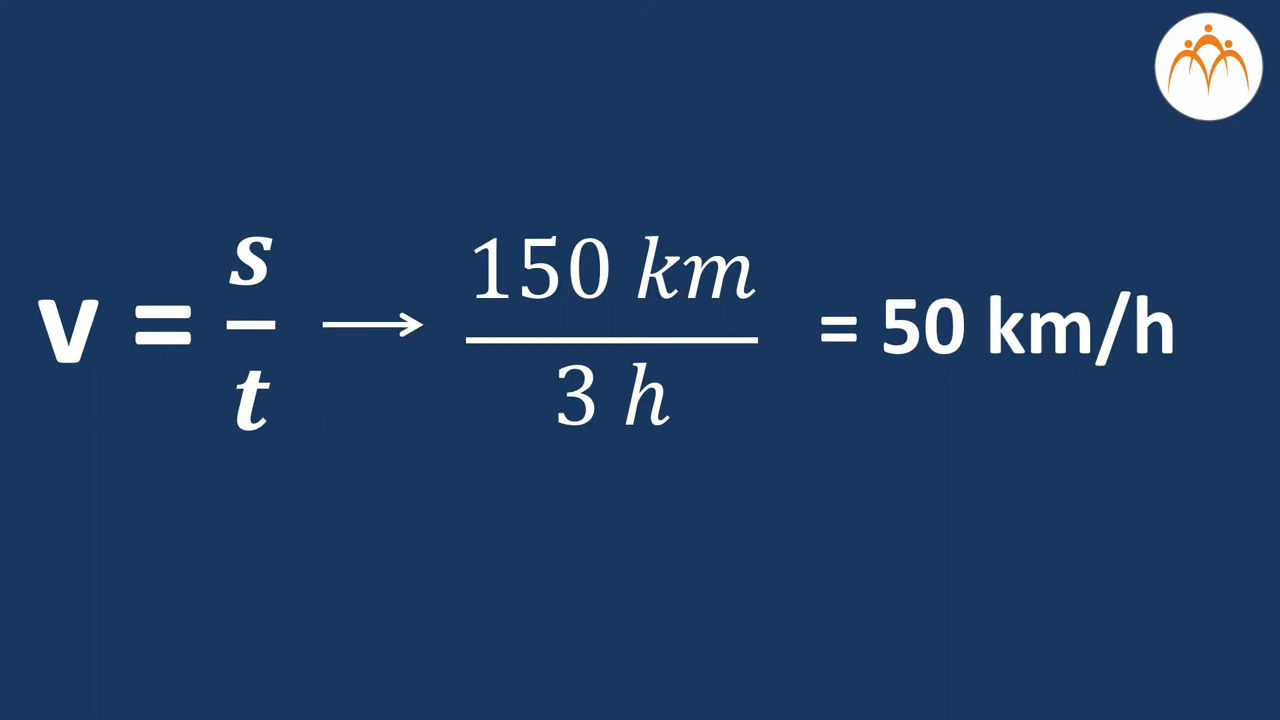 v = s/t → 150 km/3 h = 50 km/h